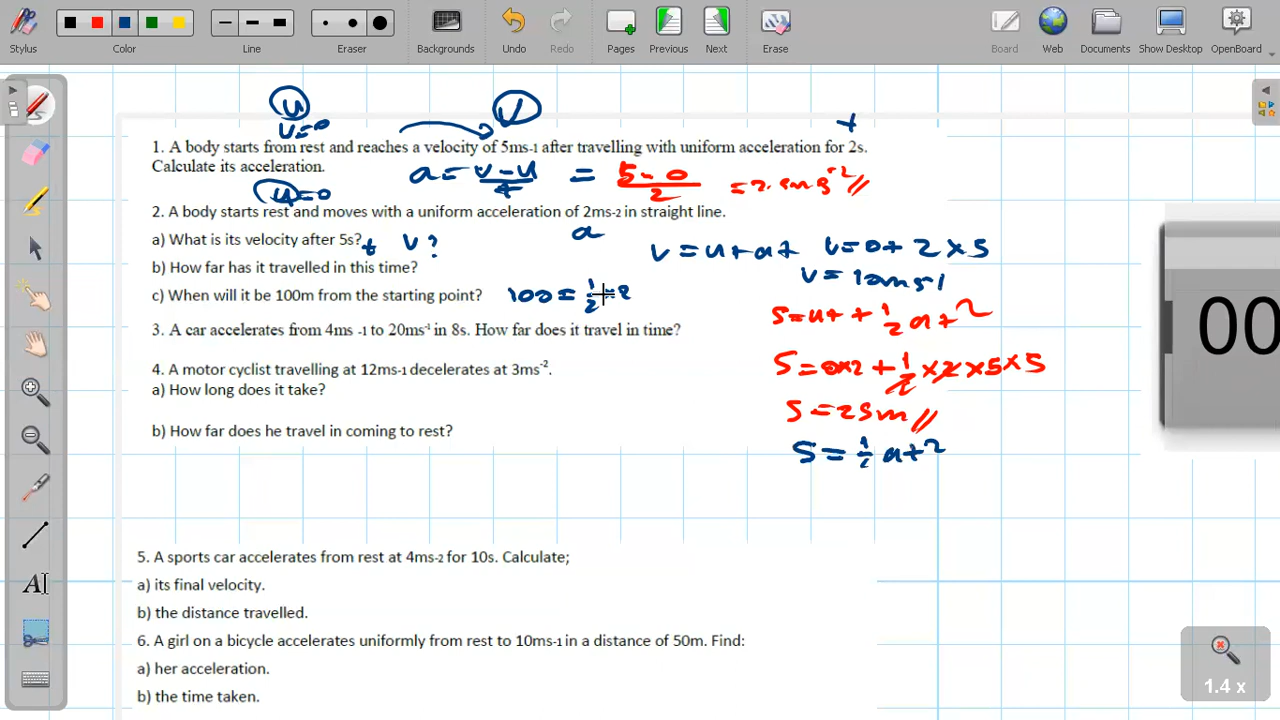 Stylus
Color
Line
Eraser
Backgrounds
Undo
Redo
Pages
Previous
Next
Erase
Board
Web
Documents
Show Desktop
OpenBoard
u
v=0
V
t
1. A body starts from rest and reaches a velocity of 5ms-1 after travelling with uniform acceleration for 2s.
Calculate its acceleration.
a = v-u/t = 5-0/2 = 2.5ms-2//
u=0
2. A body starts rest and moves with a uniform acceleration of 2ms-2 in straight line.
a
a) What is its velocity after 5s? t V?
v = u+at v=0+2×5
v = 10ms-1
b) How far has it travelled in this time?
c) When will it be 100m from the starting point? 100 = 1/2
s=ut + 1/2 at2
3. A car accelerates from 4ms -1 to 20ms-1 in 8s. How far does it travel in time?
4. A motor cyclist travelling at 12ms-1 decelerates at 3ms-2.
S=0×2 + 1/2 ×2×5×5
a) How long does it take?
S=25m//
b) How far does he travel in coming to rest?
S = 1/2 at2
5. A sports car accelerates from rest at 4ms-2 for 10s. Calculate;
a) its final velocity.
b) the distance travelled.
6. A girl on a bicycle accelerates uniformly from rest to 10ms-1 in a distance of 50m. Find:
a) her acceleration.
b) the time taken.
00
1.4 x